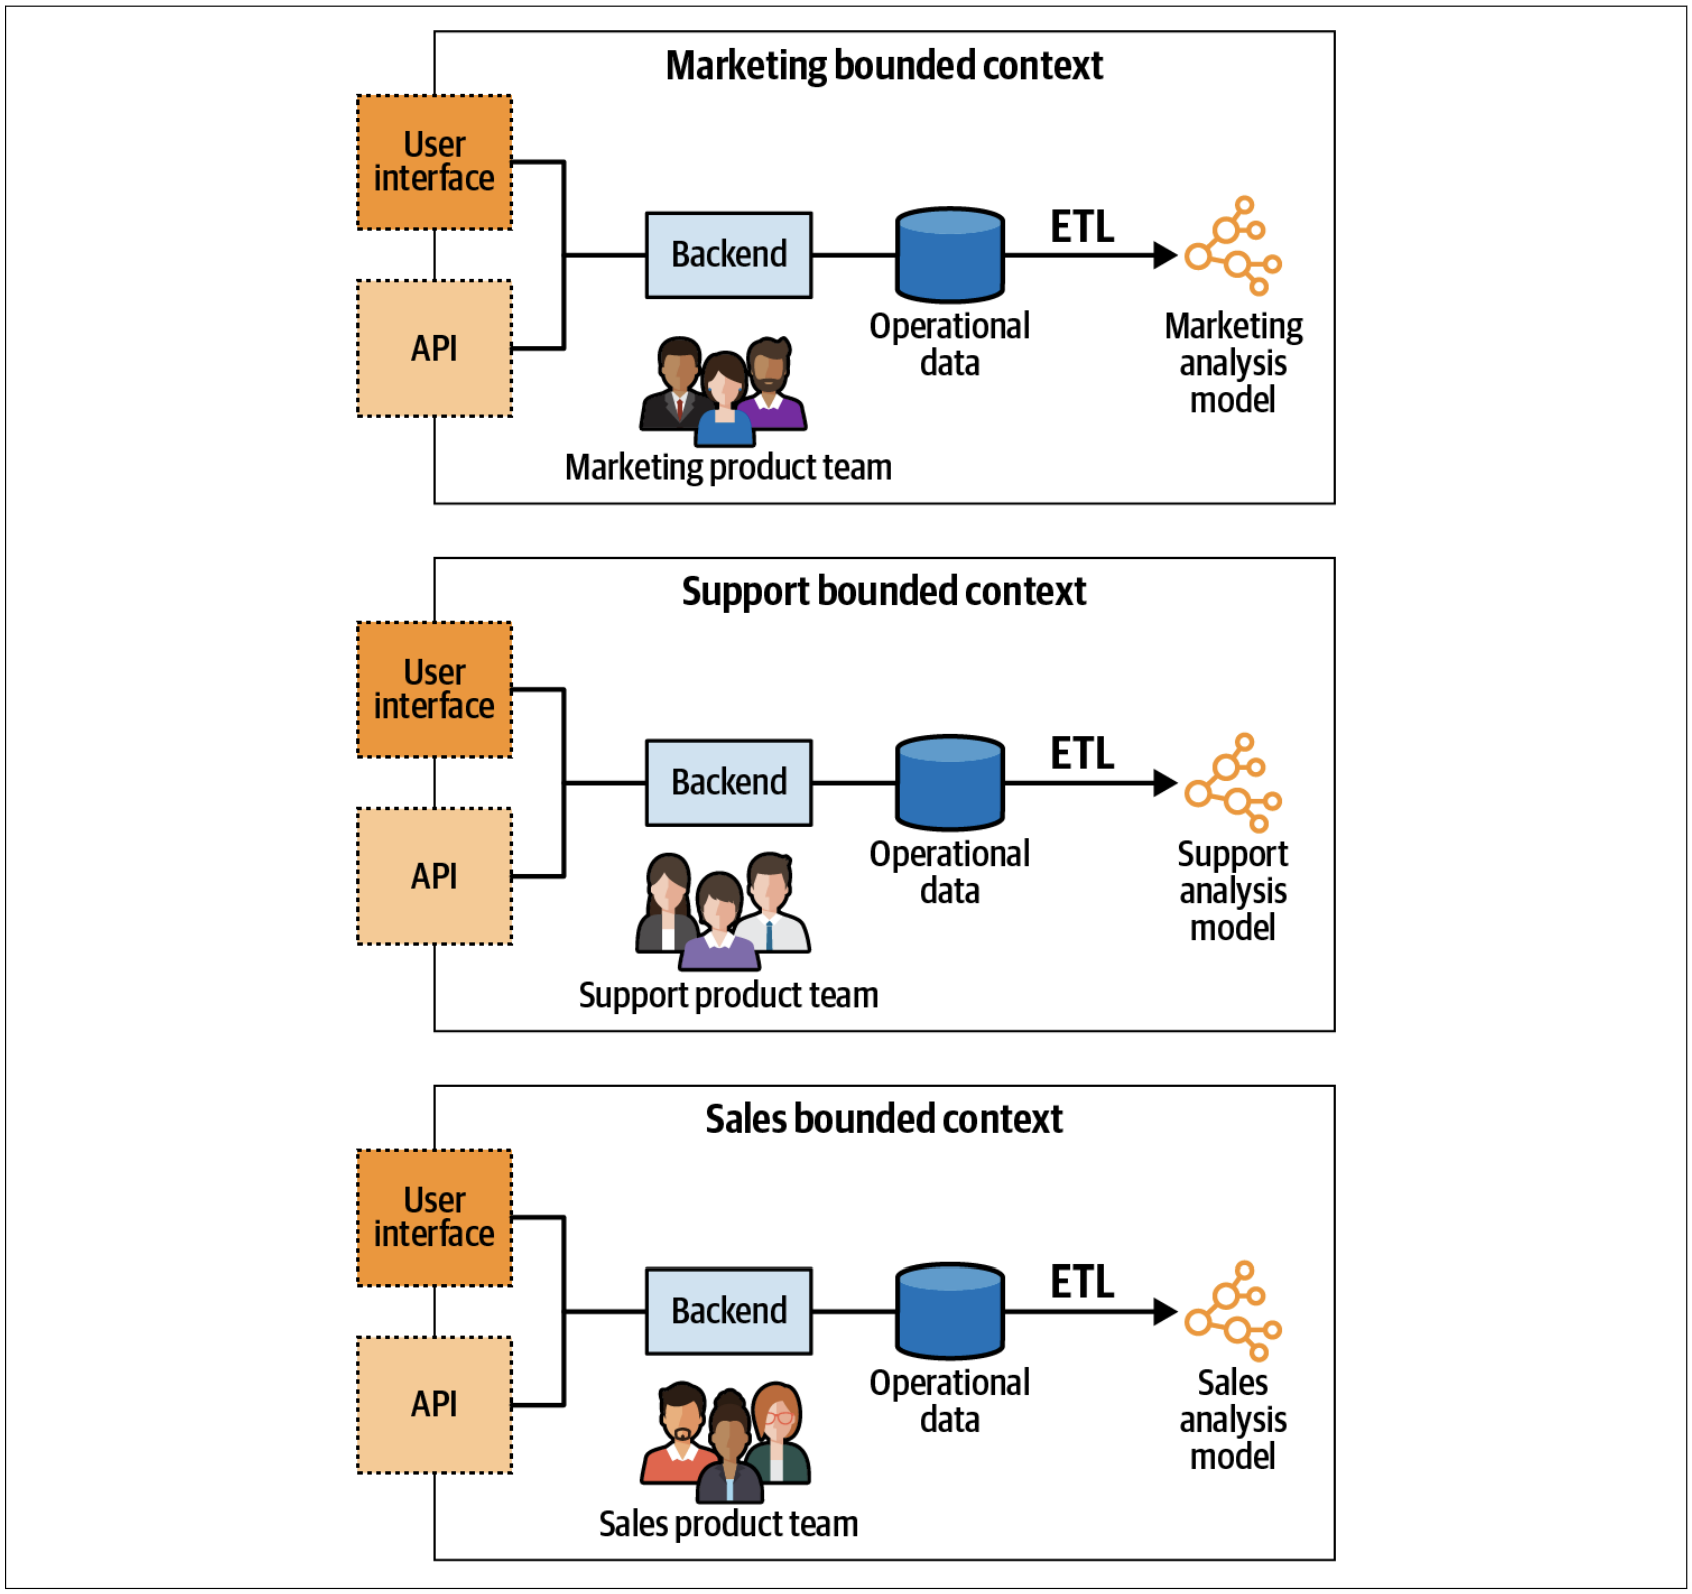 Marketing bounded context
User
interface
API
Backend
Operational
data
ETL
Marketing
analysis
model
Marketing product team
Support bounded context
User
interface
API
Backend
Operational
data
ETL
Support
analysis
model
Support product team
Sales bounded context
User
interface
API
Backend
Operational
data
ETL
Sales
analysis
model
Sales product team